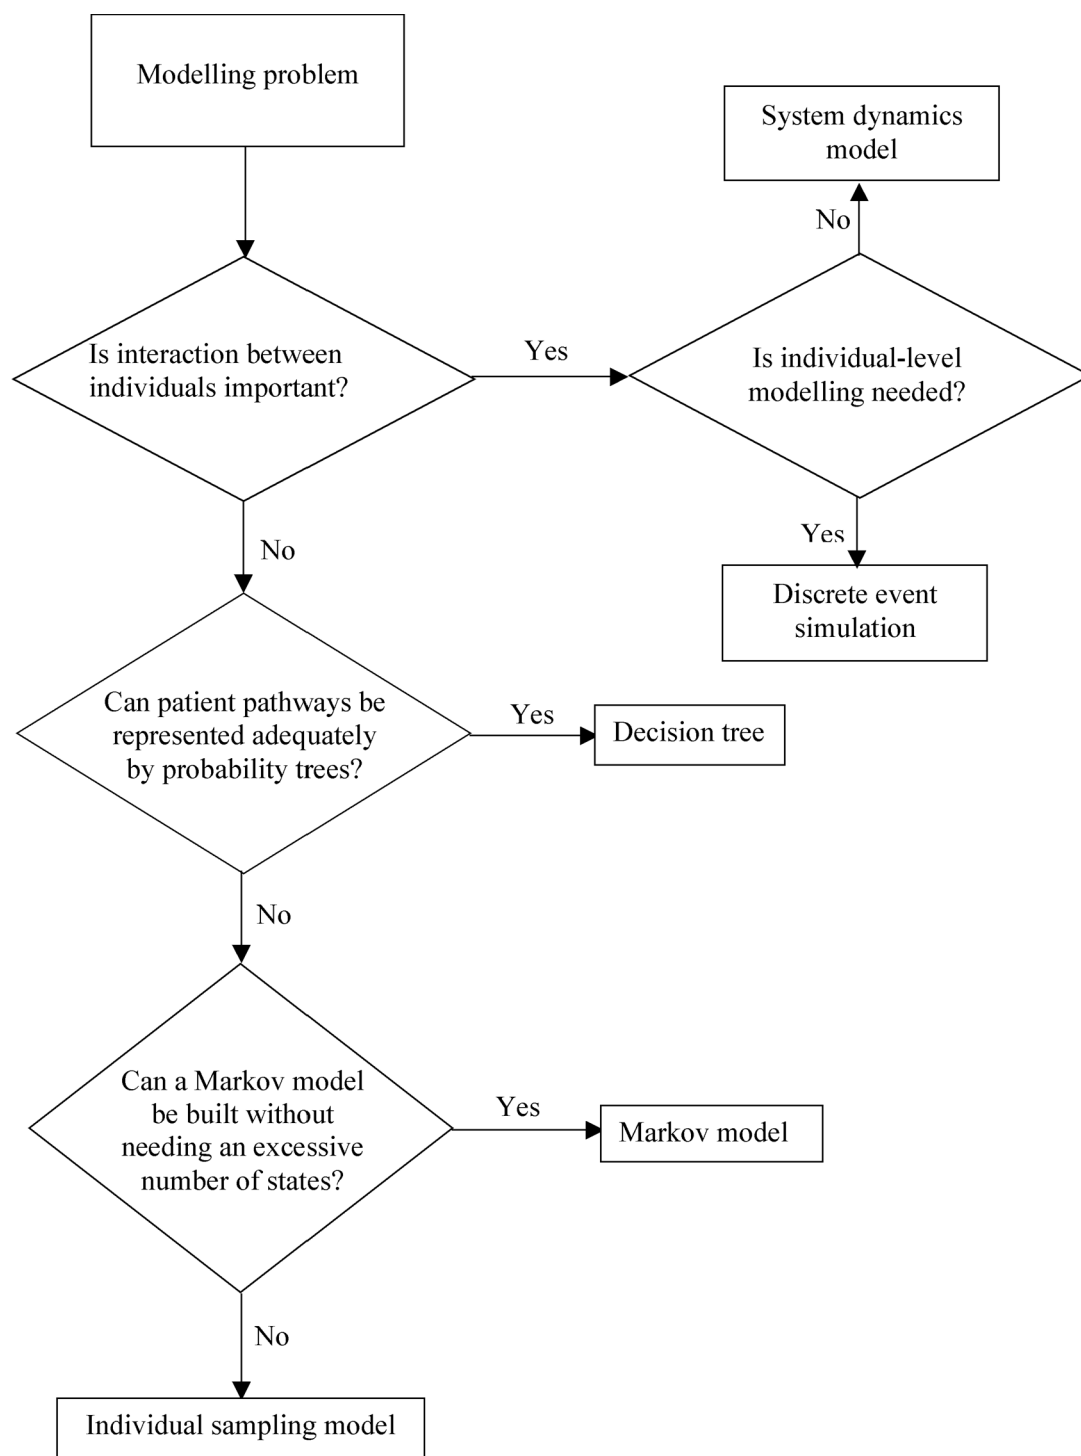 Modelling problem
System dynamics
model
No
Is interaction between
individuals important?
Yes
Is individual-level
modelling needed?
No
Yes
Discrete event
simulation
Can patient pathways be
represented adequately
by probability trees?
Yes
Decision tree
No
Can a Markov model
be built without
needing an excessive
number of states?
Yes
Markov model
No
Individual sampling model